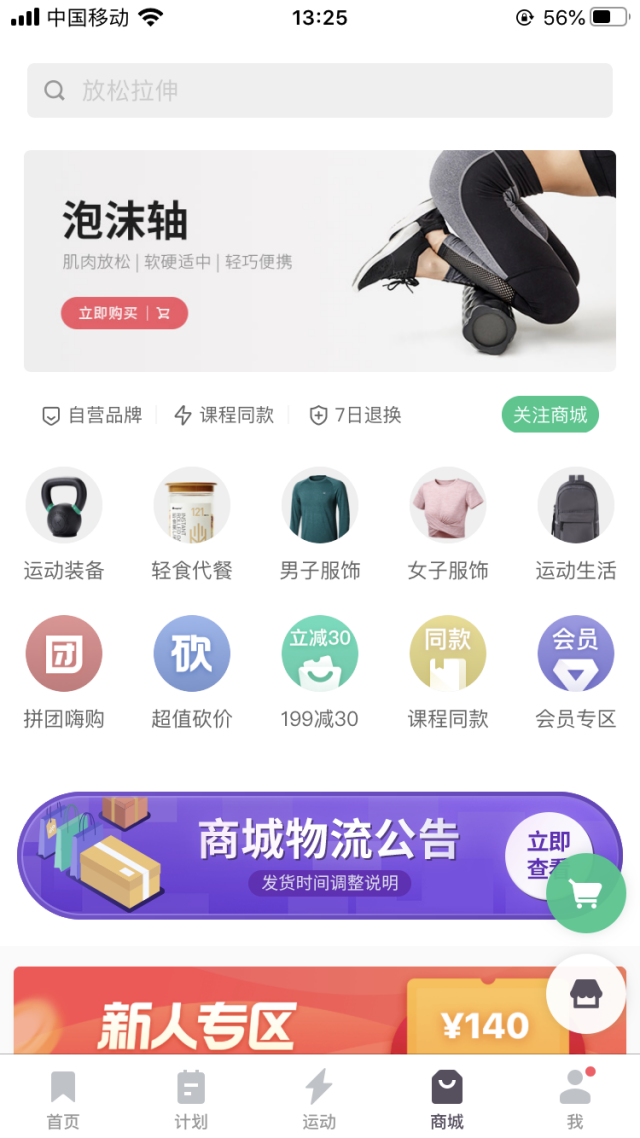 中国移动
13:25
56%
放松拉伸
泡沫轴
肌肉放松 | 软硬适中 | 轻巧便携
立即购买
自营品牌
课程同款
7日退换
关注商城
121
运动装备
轻食代餐
男子服饰
女子服饰
运动生活
团
砍
立减30
同款
会员
拼团嗨购
超值砍价
199减30
课程同款
会员专区
商城物流公告
发货时间调整说明
立即
查看
新人专区
¥140
首页
计划
运动
商城
我